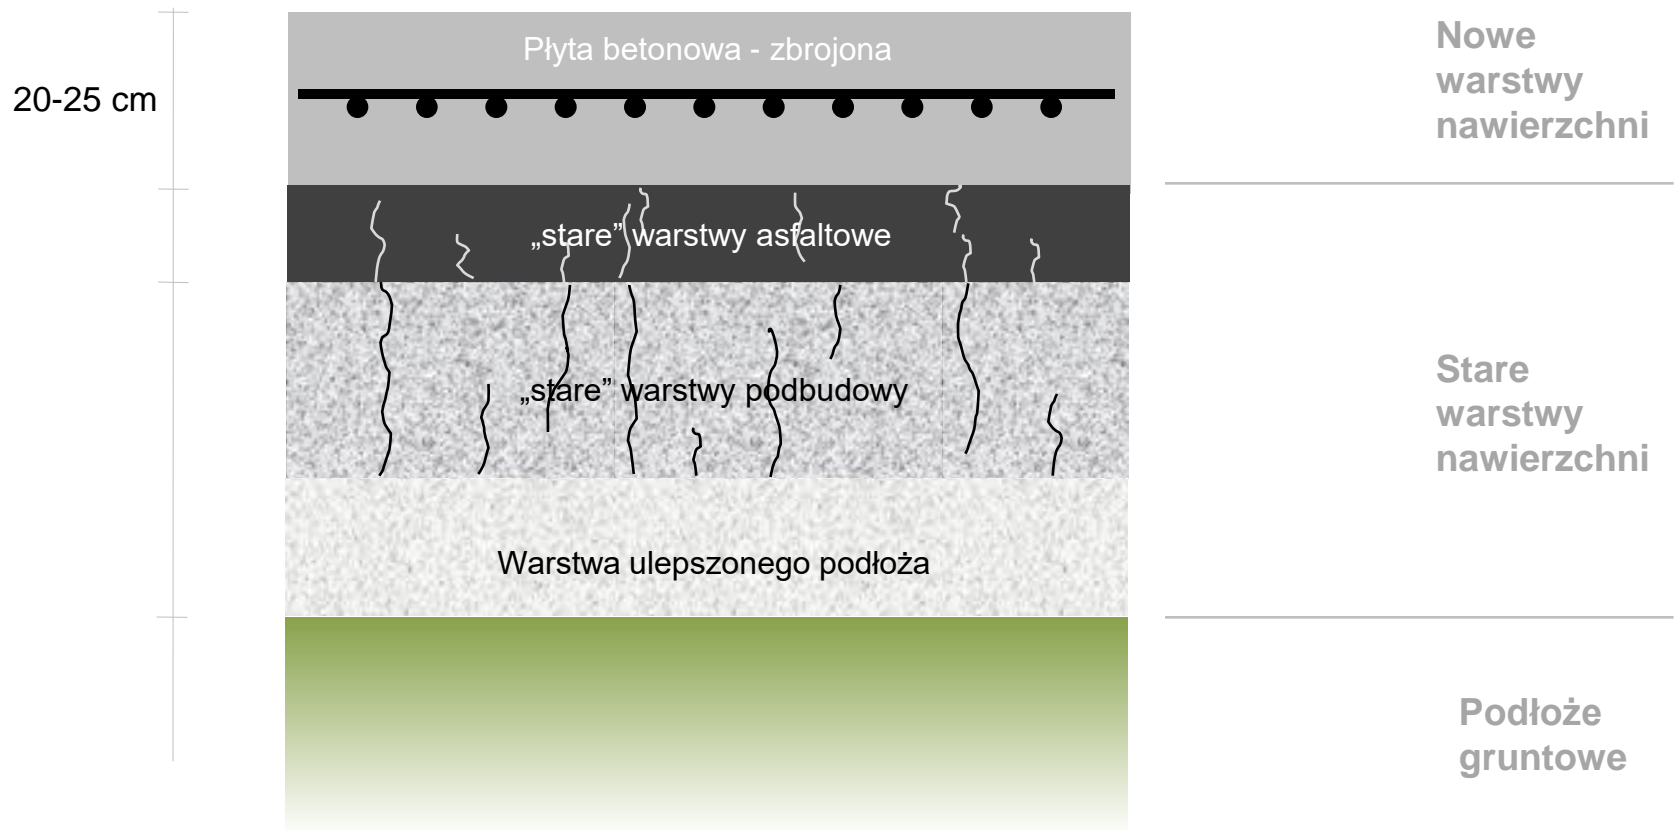 Płyta betonowa - zbrojona
20-25 cm
Nowe
warstwy
nawierzchni
„stare” warstwy asfaltowe
„stare” warstwy podbudowy
Stare
warstwy
nawierzchni
Warstwa ulepszonego podłoża
Podłoże
gruntowe